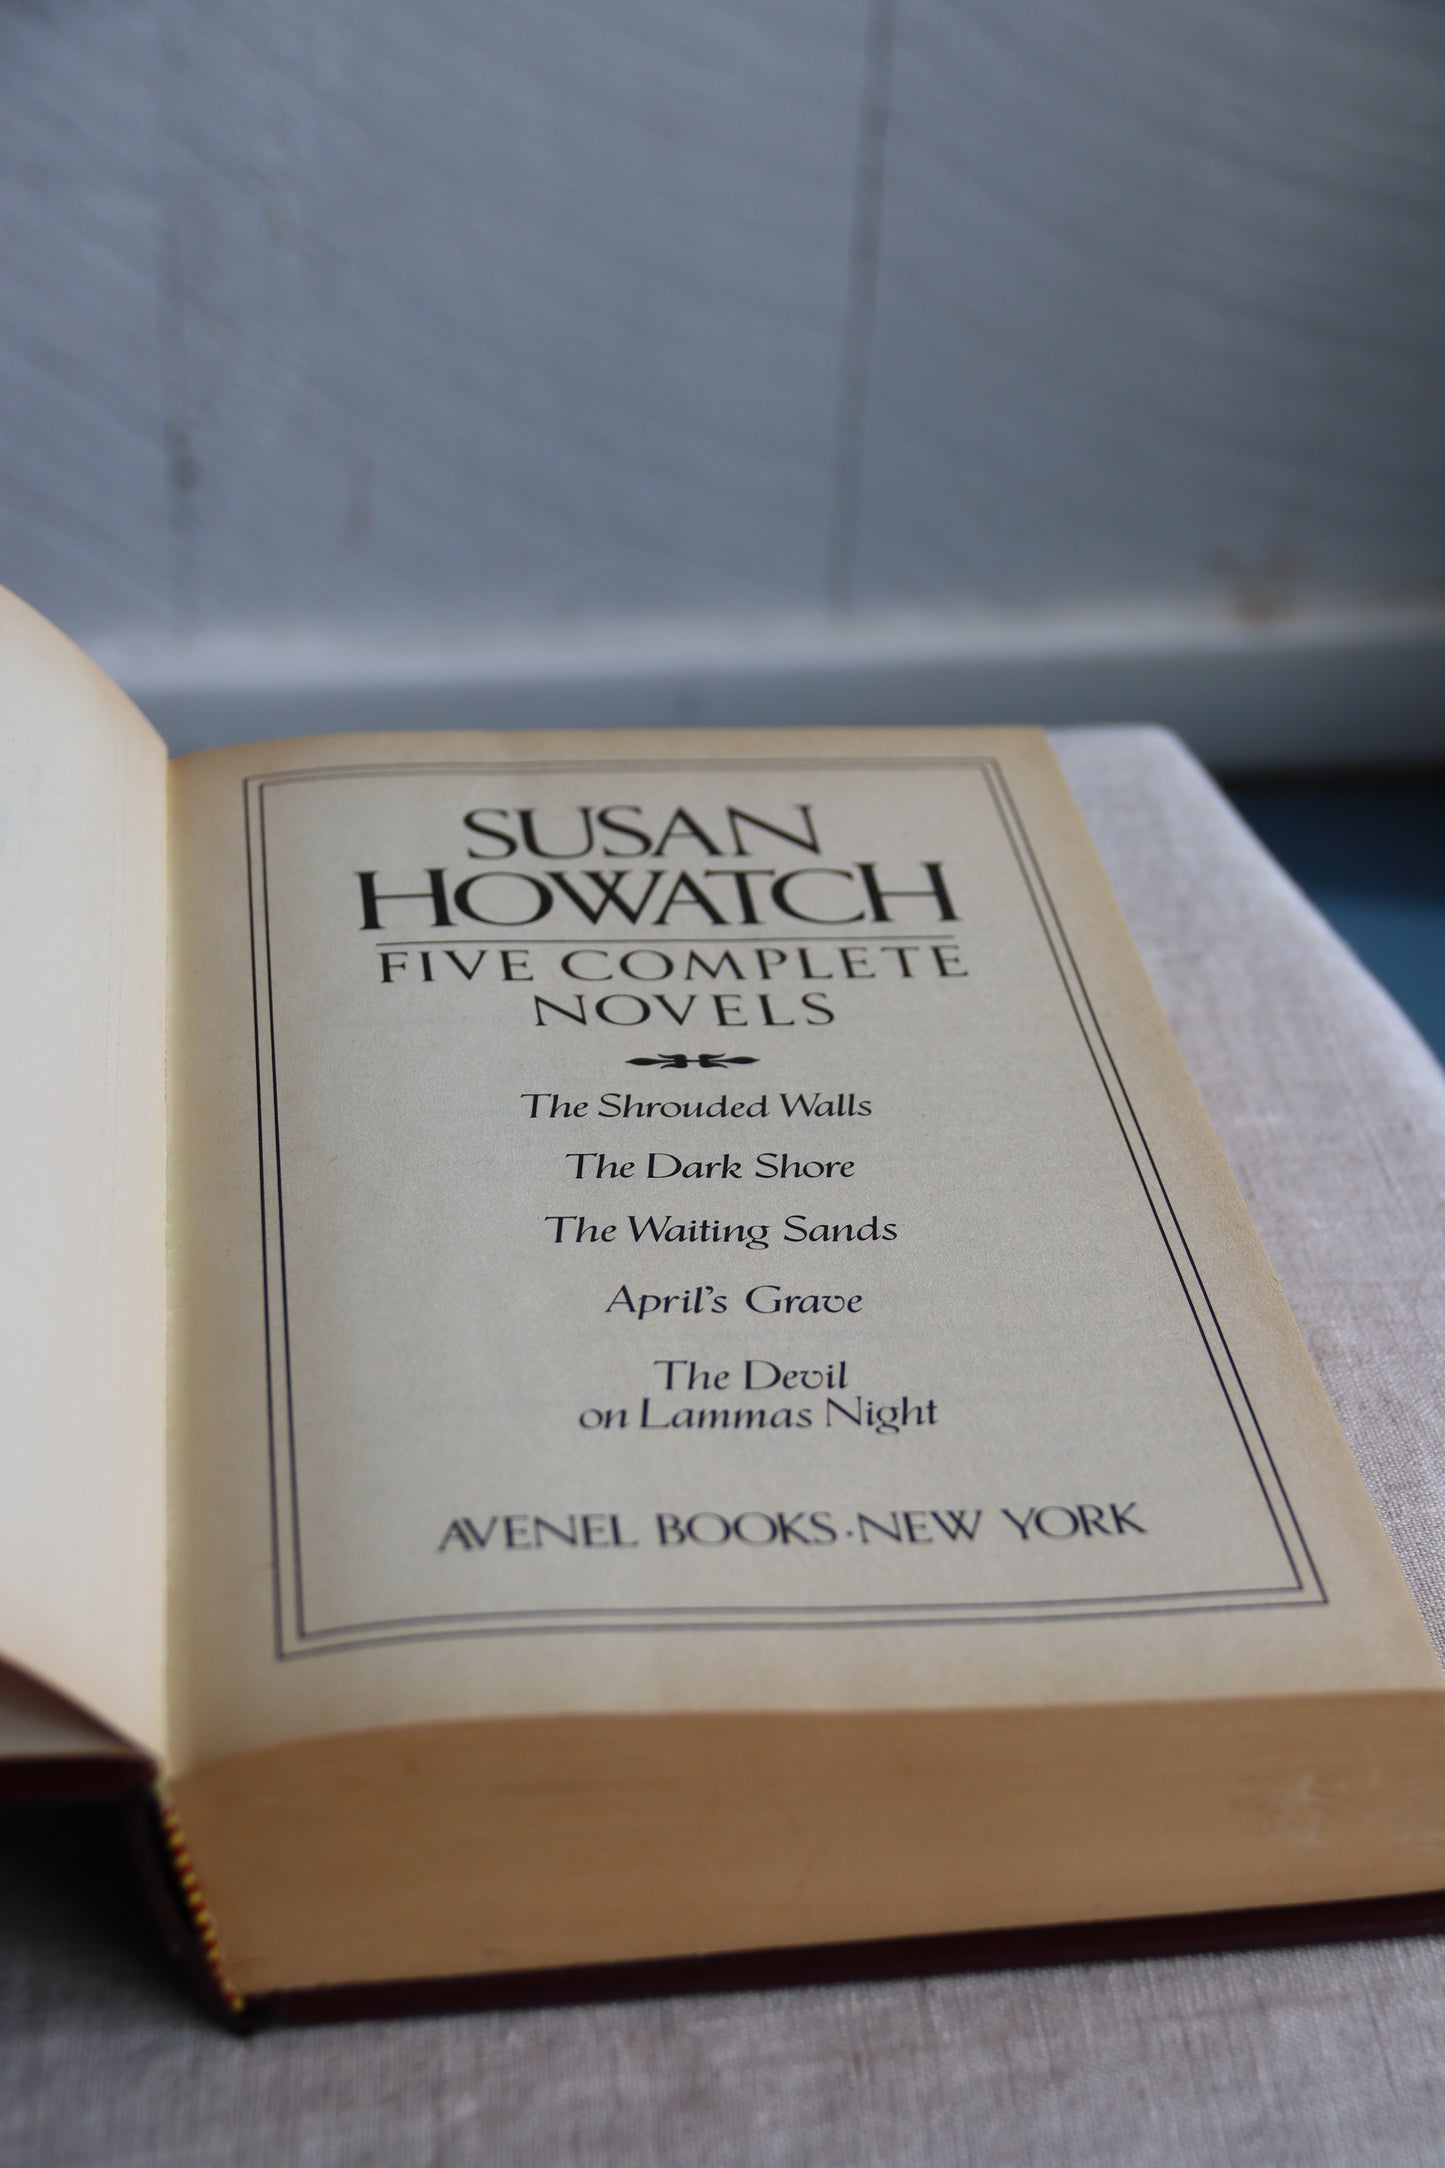 SUSAN
HOWATCH
FIVE COMPLETE
NOVELS
The Shrouded Walls
The Dark Shore
The Waiting Sands
April's Grave
The Devil
on Lammas Night
AVENEL BOOKS · NEW YORK